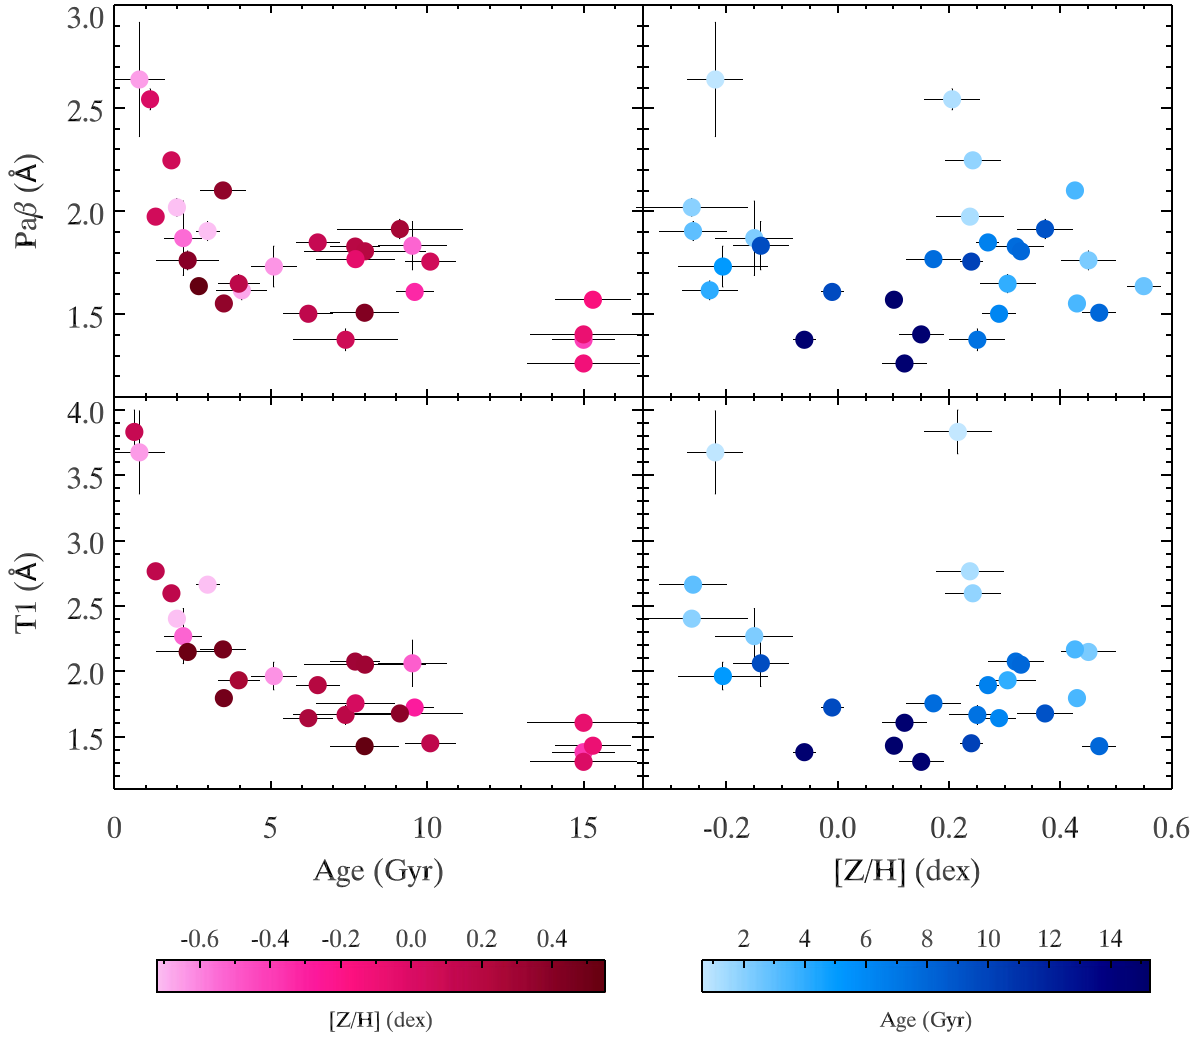 3.0
2.5
2.0
1.5
Paβ (Å)
4.0
3.5
3.0
2.5
2.0
1.5
T1 (Å)
0 5 10 15 -0.2 0.0 0.2 0.4 0.6
Age (Gyr) [Z/H] (dex)
-0.6 -0.4 -0.2 0.0 0.2 0.4 2 4 6 8 10 12 14
[Z/H] (dex) Age (Gyr)